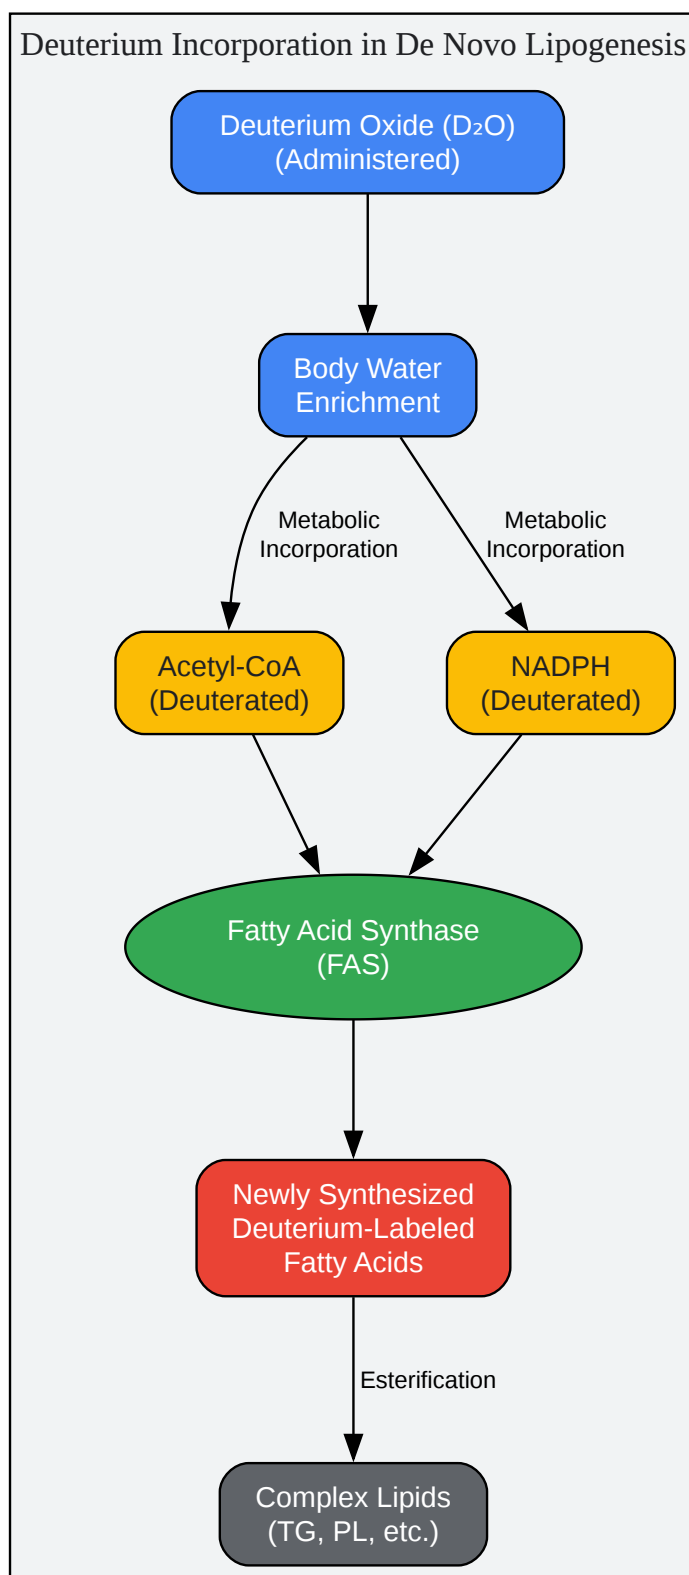 Deuterium Incorporation in De Novo Lipogenesis
Deuterium Oxide (D₂O)
(Administered)
Body Water
Enrichment
Metabolic
Incorporation
Metabolic
Incorporation
Acetyl-CoA
(Deuterated)
NADPH
(Deuterated)
Fatty Acid Synthase
(FAS)
Newly Synthesized
Deuterium-Labeled
Fatty Acids
Esterification
Complex Lipids
(TG, PL, etc.)